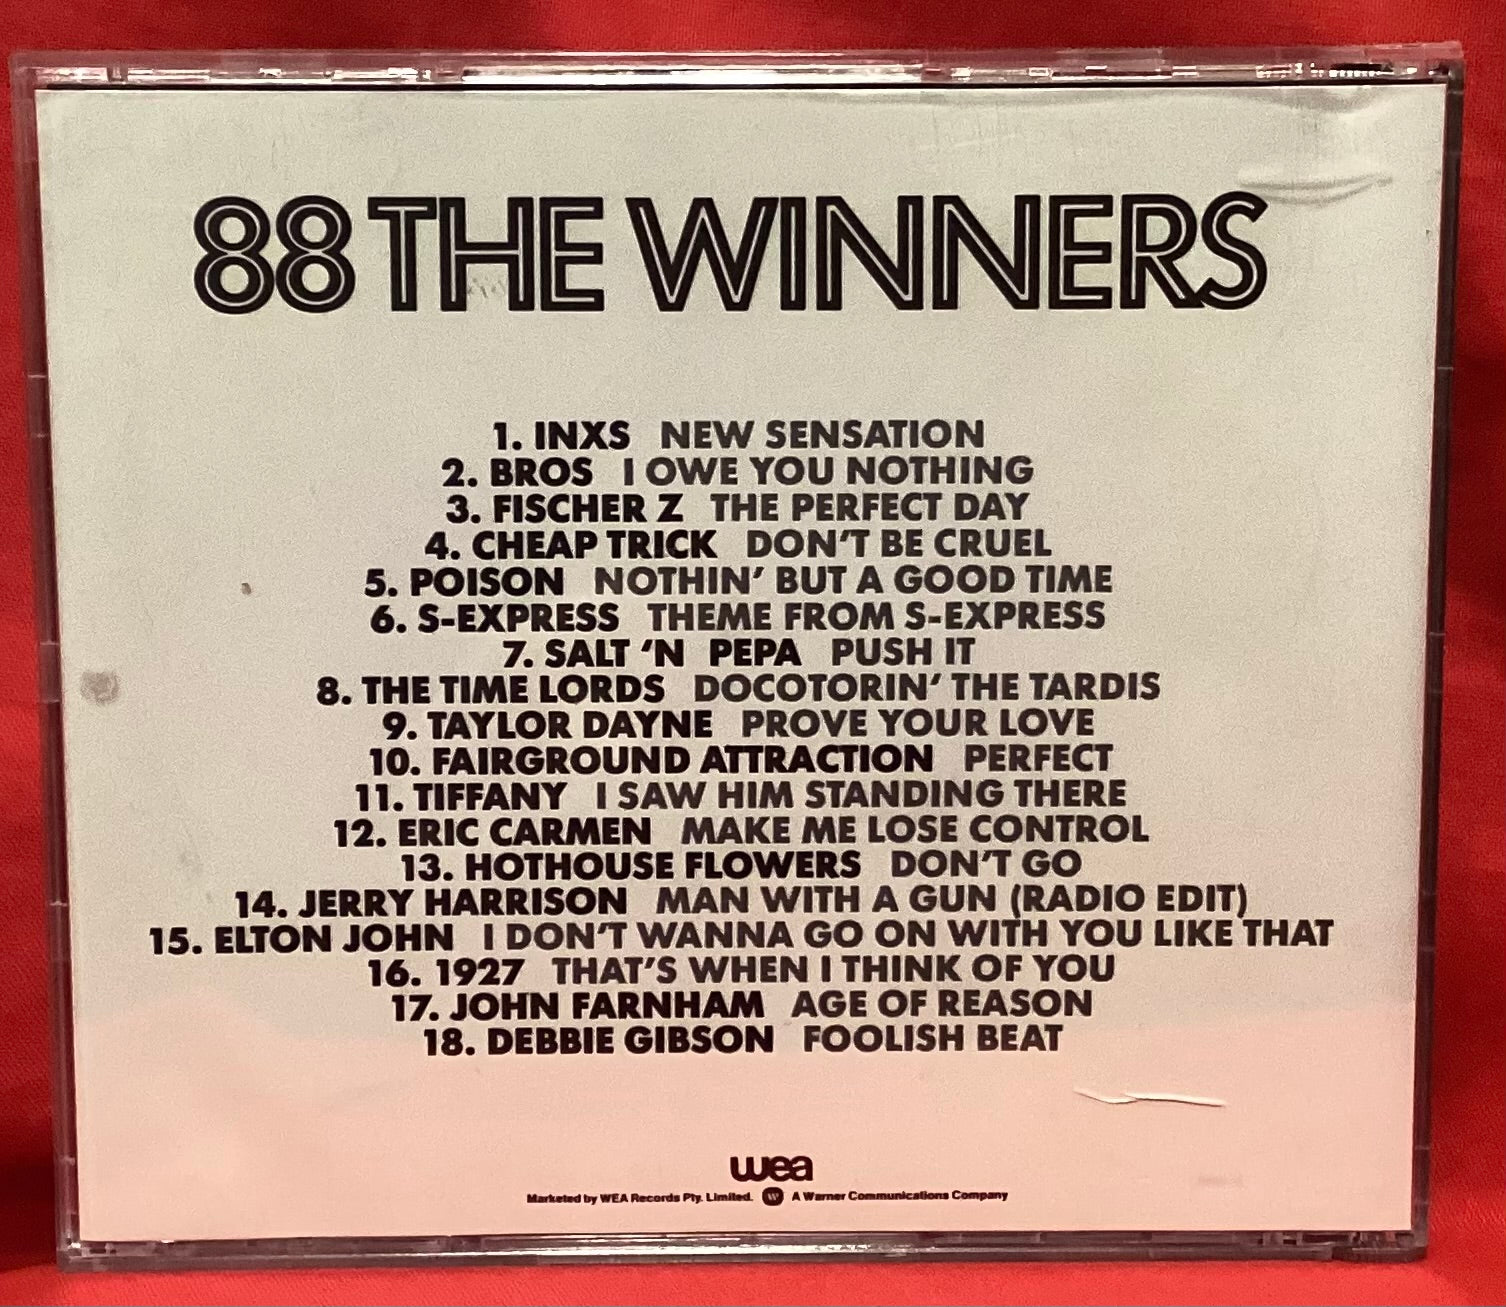 88 THE WINNERS
1. INXS NEW SENSATION
2. BROS I OWE YOU NOTHING
3. FISCHER Z THE PERFECT DAY
4. CHEAP TRICK DON'T BE CRUEL
5. POISON NOTHIN' BUT A GOOD TIME
6. S-EXPRESS THEME FROM S-EXPRESS
7. SALT 'N PEPA PUSH IT
8. THE TIME LORDS DOCOTORIN' THE TARDIS
9. TAYLOR DAYNE PROVE YOUR LOVE
10. FAIRGROUND ATTRACTION PERFECT
11. TIFFANY I SAW HIM STANDING THERE
12. ERIC CARMEN MAKE ME LOSE CONTROL
13. HOTHOUSE FLOWERS DON'T GO
14. JERRY HARRISON MAN WITH A GUN (RADIO EDIT)
15. ELTON JOHN I DON'T WANNA GO ON WITH YOU LIKE THAT
16. 1927 THAT'S WHEN I THINK OF YOU
17. JOHN FARNHAM AGE OF REASON
18. DEBBIE GIBSON FOOLISH BEAT
wea
Marketed by WEA Records Pty. Limited. W A Warner Communications Company